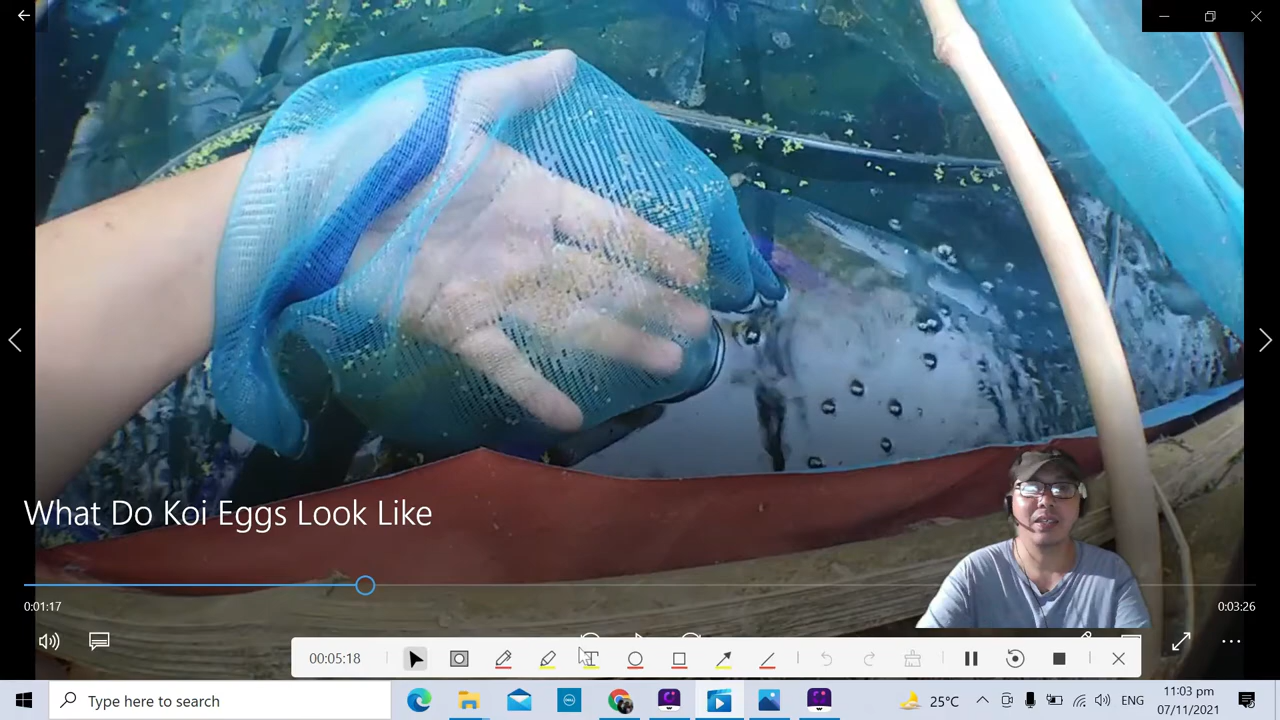 What Do Koi Eggs Look Like
0:01:17
0:03:26
00:05:18
Type here to search
DELL
25°C
ENG
11:03 pm
07/11/2021